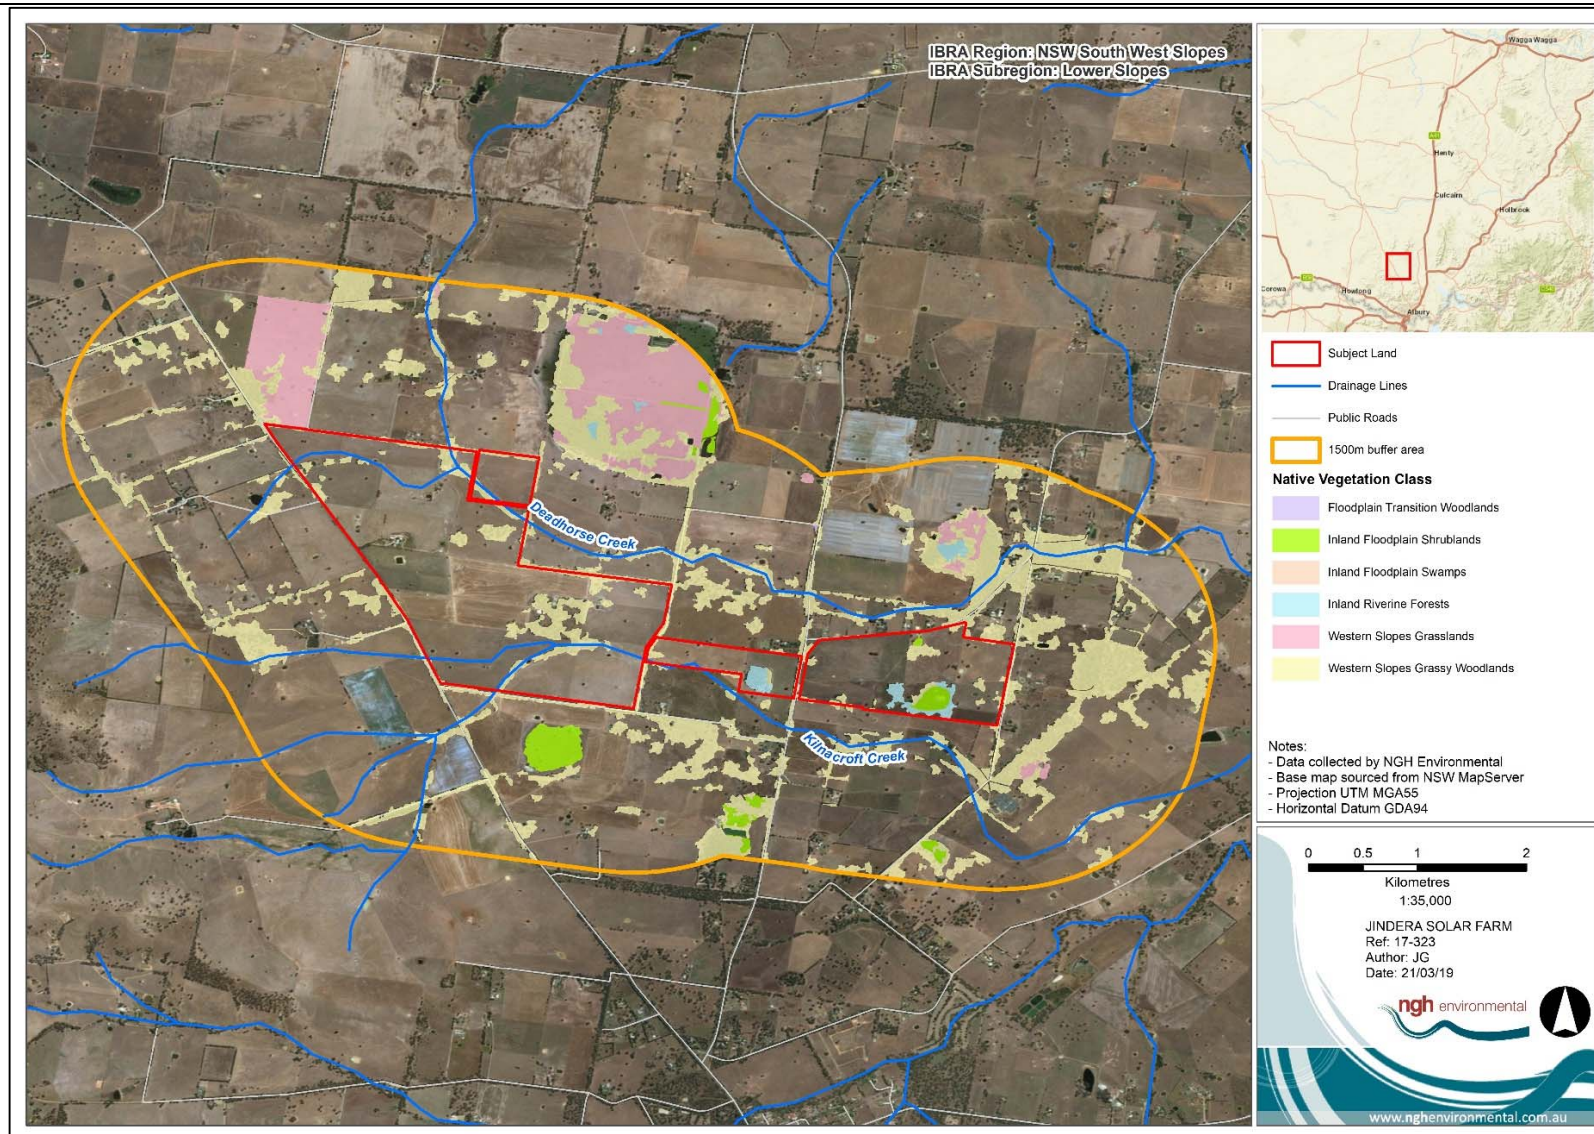 IBRA Region: NSW South West Slopes
IBRA Subregion: Lower Slopes
Deadhorse Creek
Kilnacroft Creek
Wagga Wagga
Henty
Culcairn
Holbrook
Corowa
Howlong
Albury
Subject Land
Drainage Lines
Public Roads
1500m buffer area
Native Vegetation Class
Floodplain Transition Woodlands
Inland Floodplain Shrublands
Inland Floodplain Swamps
Inland Riverine Forests
Western Slopes Grasslands
Western Slopes Grassy Woodlands
Notes:
- Data collected by NGH Environmental
- Base map sourced from NSW MapServer
- Projection UTM MGA55
- Horizontal Datum GDA94
0 0.5 1 2
Kilometres
1:35,000
JINDERA SOLAR FARM
Ref: 17-323
Author: JG
Date: 21/03/19
ngh environmental
www.nghenvironmental.com.au